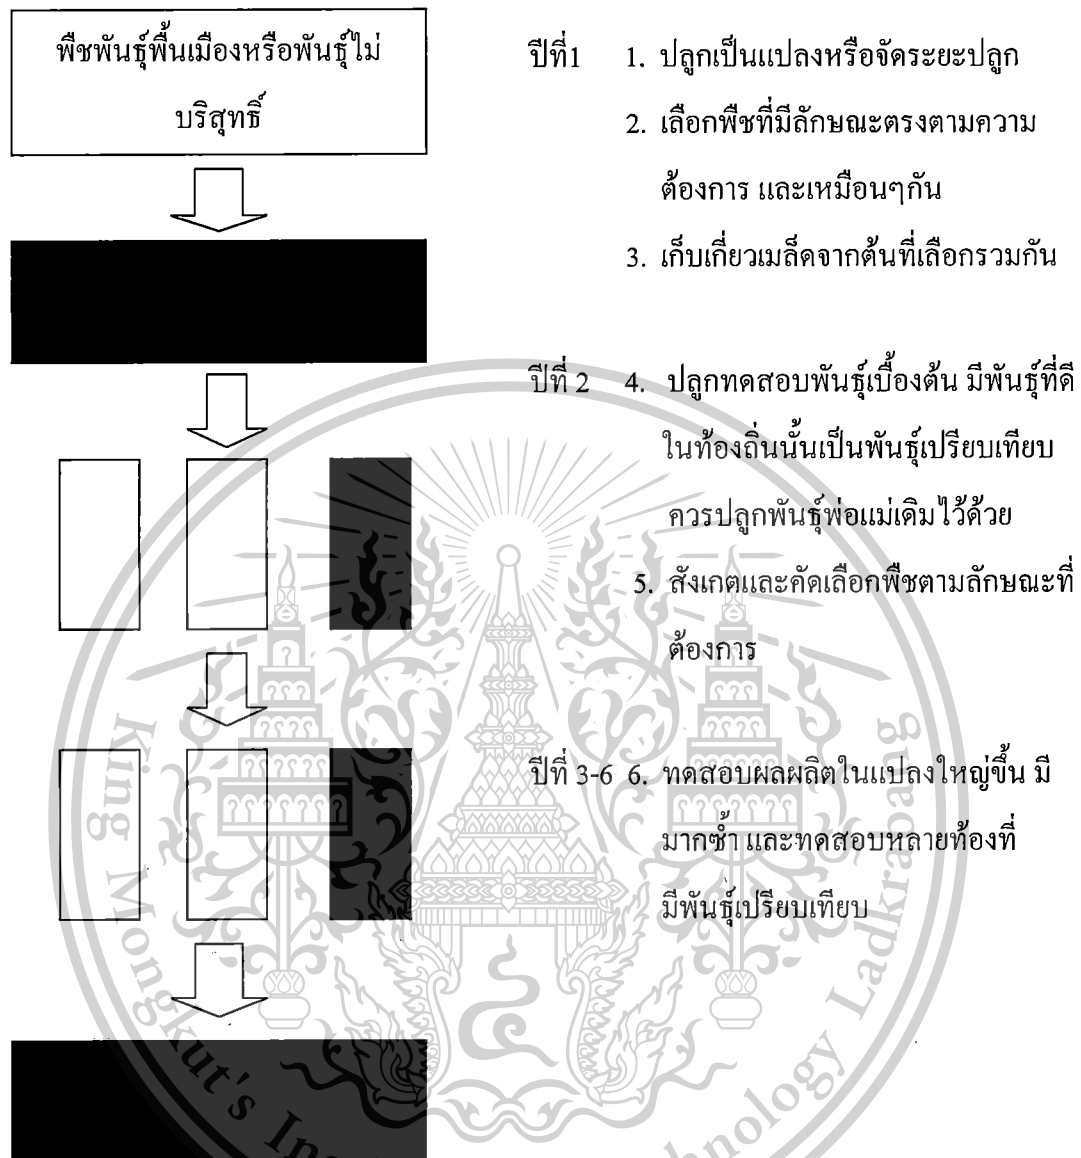 พืชพันธุ์พื้นเมืองหรือพันธุ์ไม่
บริสุทธิ์
ปีที่1 1. ปลูกเป็นแปลงหรือจัดระยะปลูก
2. เลือกพืชที่มีลักษณะตรงตามความ
ต้องการ และเหมือนๆกัน
3. เก็บเกี่ยวเมล็ดจากต้นที่เลือกรวมกัน
ปีที่ 2 4. ปลูกทดสอบพันธุ์เบื้องต้น มีพันธุ์ที่ดี
ในท้องถิ่นนั้นเป็นพันธุ์เปรียบเทียบ
ควรปลูกพันธุ์พ่อแม่เดิมไว้ด้วย
5. สังเกตและคัดเลือกพืชตามลักษณะที่
ต้องการ
ปีที่ 3-6 6. ทดสอบผลผลิตในแปลงใหญ่ขึ้น มี
มากซ้ำ และทดสอบหลายท้องที่
มีพันธุ์เปรียบเทียบ
King Mongkut's Ins
hnology Ladkrabang